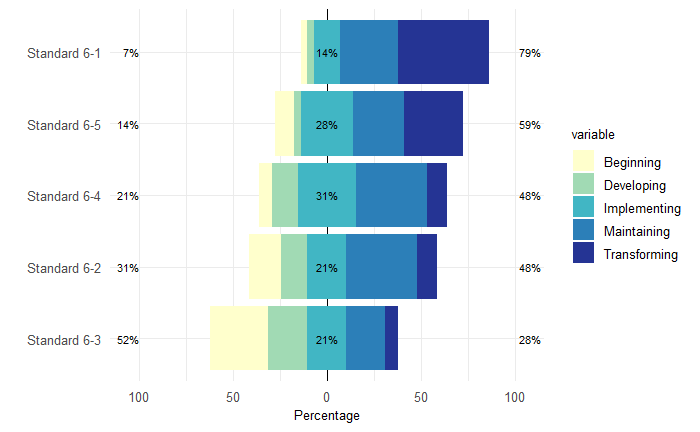 Standard 6-1 7% 14% 79%
Standard 6-5 14% 28% 59%
Standard 6-4 21% 31% 48%
Standard 6-2 31% 21% 48%
Standard 6-3 52% 21% 28%
100 50 0 50 100
Percentage
variable
Beginning
Developing
Implementing
Maintaining
Transforming